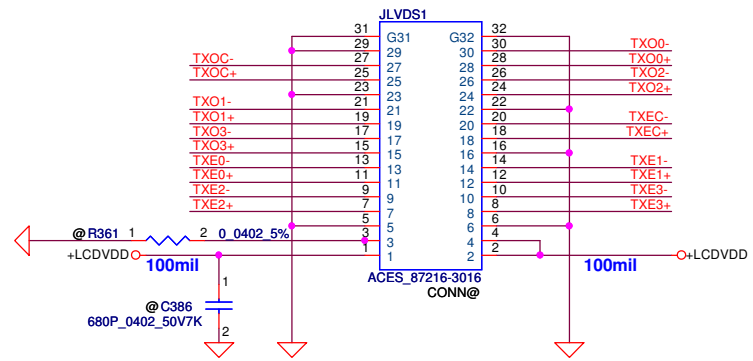 JLVDS1
31 G31 G32 32
29 29 30 30 TXO0-
TXOC- 27 27 28 28 TXO0+
TXOC+ 25 25 26 26 TXO2-
23 23 24 24 TXO2+
TXO1- 21 21 22 22
TXO1+ 19 19 20 20 TXEC-
TXO3- 17 17 18 18 TXEC+
TXO3+ 15 15 16 16
TXE0- 13 13 14 14 TXE1-
TXE0+ 11 11 12 12 TXE1+
TXE2- 9 9 10 10 TXE3-
TXE2+ 7 7 8 8 TXE3+
5 5 6 6
@ R361 1 2 0_0402_5% 3 3 4 4
+LCDVDD 100mil 1 1 2 2 100mil +LCDVDD
ACES_87216-3016
CONN@
1
@ C386
680P_0402_50V7K
2